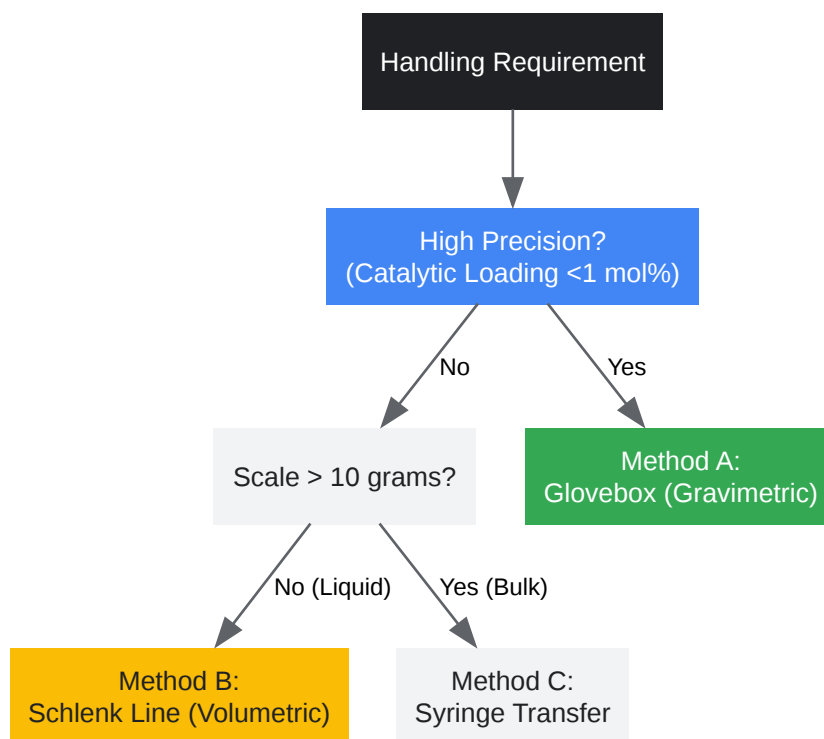 Handling Requirement
High Precision?
(Catalytic Loading <1 mol%)
No
Yes
Scale > 10 grams?
Method A:
Glovebox (Gravimetric)
No (Liquid)
Yes (Bulk)
Method B:
Schlenk Line (Volumetric)
Method C:
Syringe Transfer